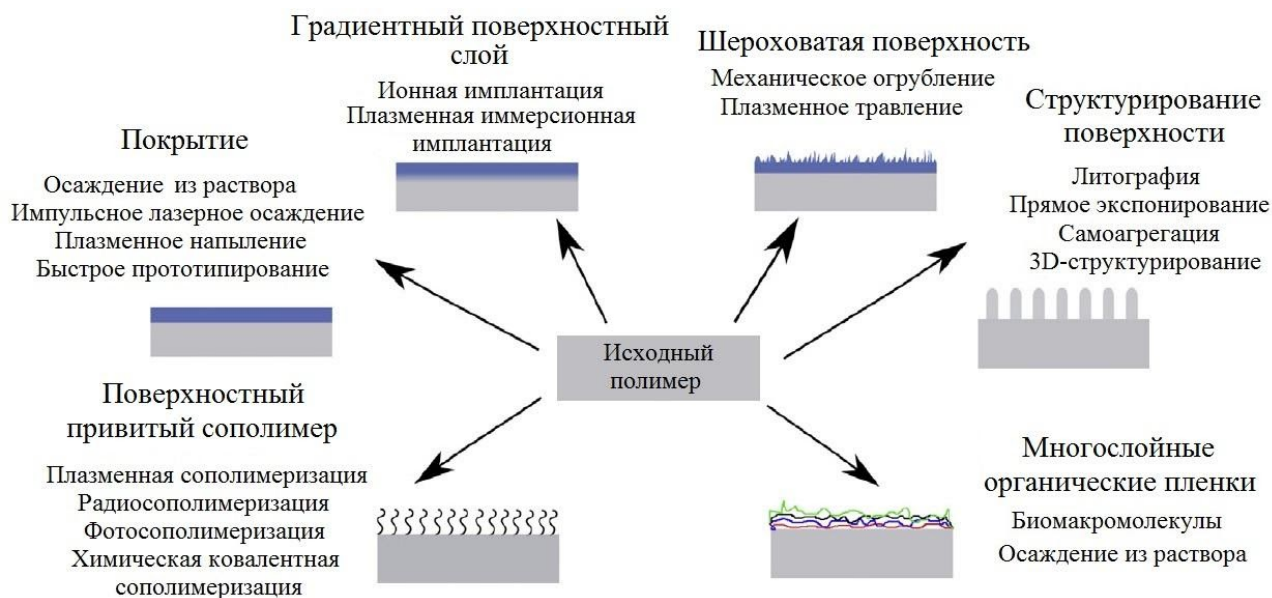 Градиентный поверхностный
слой
Ионная имплантация
Плазменная иммерсионная
имплантация
Шероховатая поверхность
Механическое огрубление
Плазменное травление
Структурирование
поверхности
Литография
Прямое экспонирование
Самоагрегация
3D-структурирование
Покрытие
Осаждение из раствора
Импульсное лазерное осаждение
Плазменное напыление
Быстрое прототипирование
Исходный
полимер
Поверхностный
привитый сополимер
Плазменная сополимеризация
Радиосополимеризация
Фотосополимеризация
Химическая ковалентная
сополимеризация
Многослойные
органические пленки
Биомакромолекулы
Осаждение из раствора